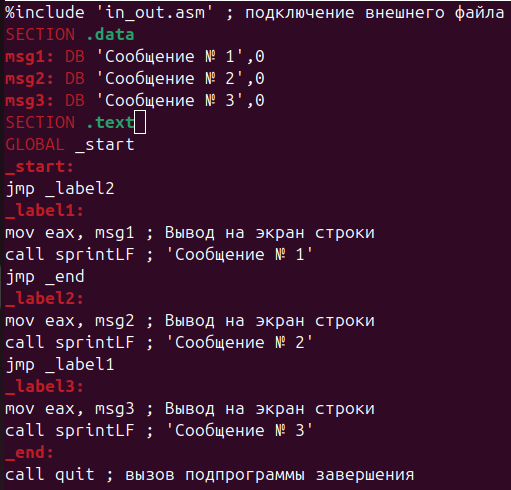 %include 'in_out.asm' ; подключение внешнего файла
SECTION .data
msg1: DB 'Сообщение № 1',0
msg2: DB 'Сообщение № 2',0
msg3: DB 'Сообщение № 3',0
SECTION .text
GLOBAL _start
_start:
jmp _label2
_label1:
mov eax, msg1 ; Вывод на экран строки
call sprintLF ; 'Сообщение № 1'
jmp _end
_label2:
mov eax, msg2 ; Вывод на экран строки
call sprintLF ; 'Сообщение № 2'
jmp _label1
_label3:
mov eax, msg3 ; Вывод на экран строки
call sprintLF ; 'Сообщение № 3'
_end:
call quit ; вызов подпрограммы завершения